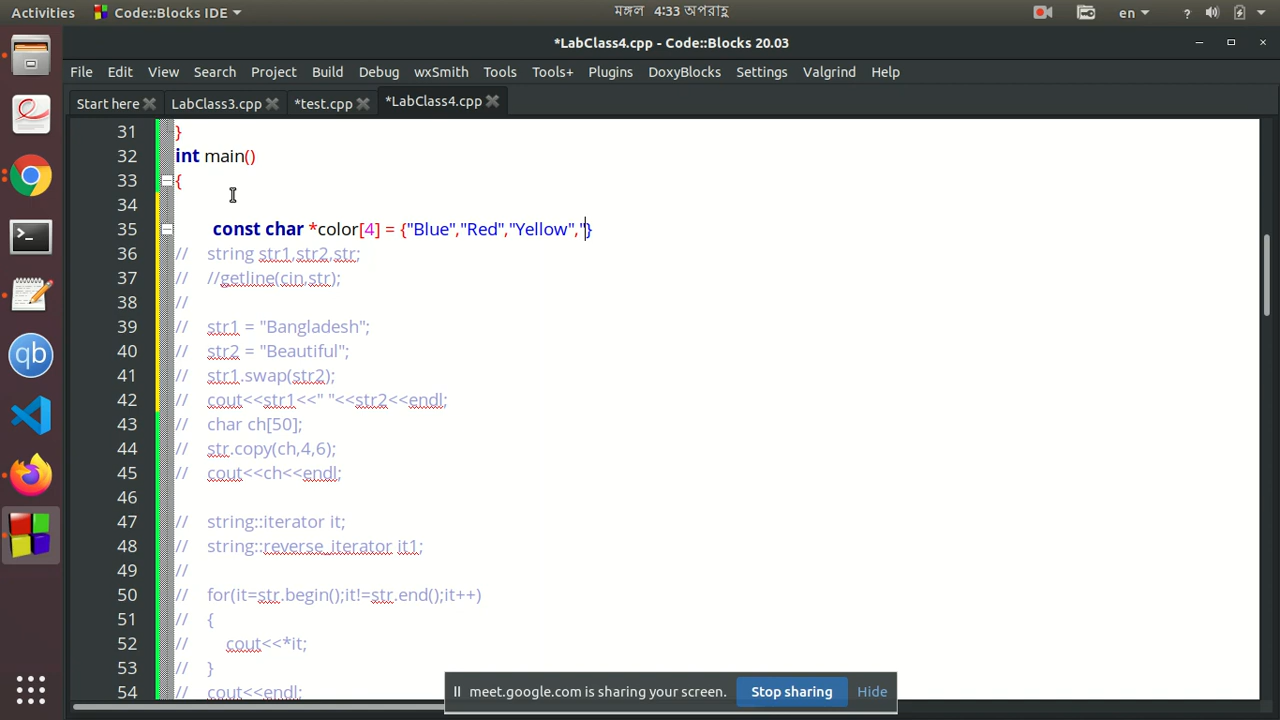 Activities Code::Blocks IDE মঙ্গল 4:33 অপরাহ্ণ en ?
*LabClass4.cpp - Code::Blocks 20.03
File Edit View Search Project Build Debug wxSmith Tools Tools+ Plugins DoxyBlocks Settings Valgrind Help
Start here LabClass3.cpp *test.cpp *LabClass4.cpp
31 }
32 int main()
33 {
34
35 const char *color[4] = {"Blue","Red","Yellow","}
36 // string str1,str2,str;
37 // //getline(cin,str);
38 //
39 // str1 = "Bangladesh";
40 // str2 = "Beautiful";
41 // str1.swap(str2);
42 // cout<<str1<<" "<<str2<<endl;
43 // char ch[50];
44 // str.copy(ch,4,6);
45 // cout<<ch<<endl;
46
47 // string::iterator it;
48 // string::reverse_iterator it1;
49 //
50 // for(it=str.begin();it!=str.end();it++)
51 // {
52 // cout<<*it;
53 // }
54 // cout<<endl;
meet.google.com is sharing your screen. Stop sharing Hide
qb